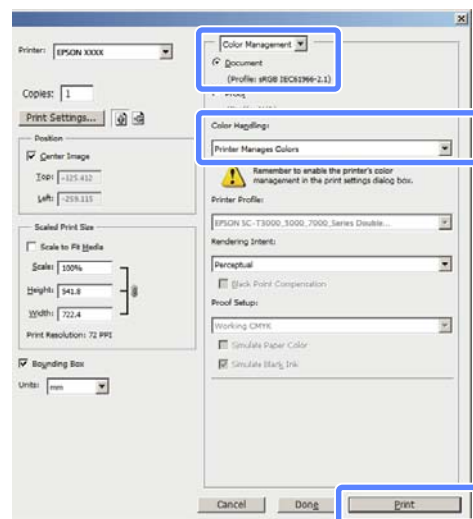 Printer: EPSON XXXX
Copies: 1
Print Settings...
Position
Center Image
Top: -125.412
Left: -259.115
Scaled Print Size
Scale to Fit Media
Scale: 100%
Height: 541.8
Width: 722.4
Print Resolution: 72 PPI
Bounding Box
Units: mm
Color Management
Document
(Profile: sRGB IEC61966-2.1)
Proof
Color Handling:
Printer Manages Colors
Remember to enable the printer's color
management in the print settings dialog box.
Printer Profile:
EPSON SC-T3000_5000_7000_Series Double...
Rendering Intent:
Perceptual
Black Point Compensation
Proof Setup:
Working CMYK
Simulate Paper Color
Simulate Black Ink
Cancel
Done
Print